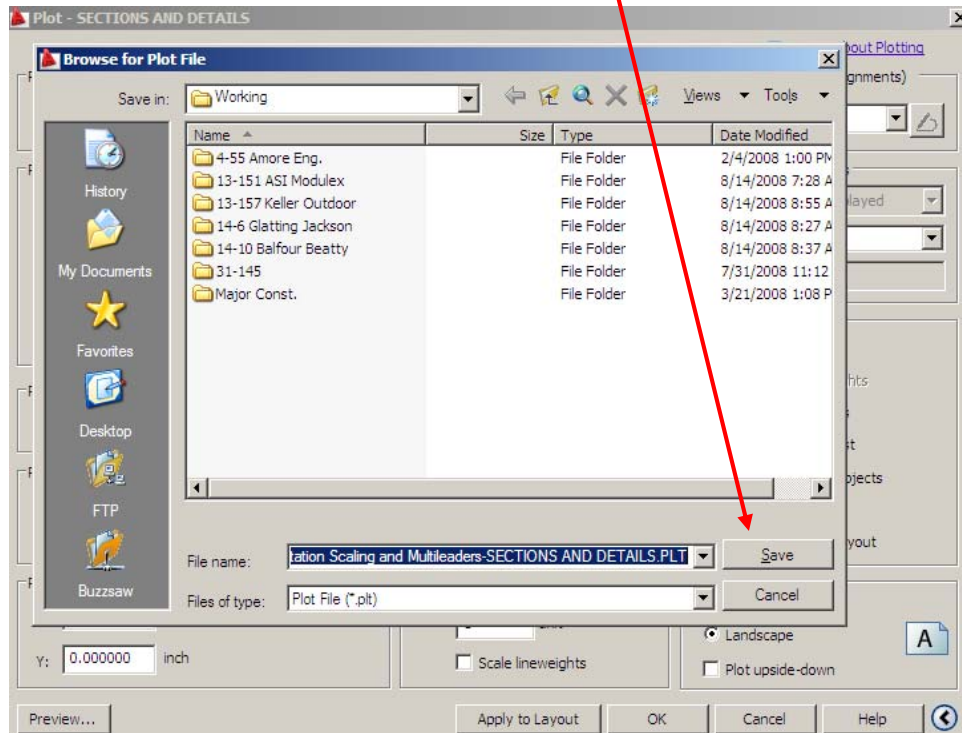 Plot - SECTIONS AND DETAILS
out Plotting
Browse for Plot File
gnments)
Save in: Working Views Tools
Name Size Type Date Modified
4-55 Amore Eng. File Folder 2/4/2008 1:00 PM
13-151 ASI Modulex File Folder 8/14/2008 7:28 A
13-157 Keller Outdoor File Folder 8/14/2008 8:55 A
14-6 Glatting Jackson File Folder 8/14/2008 8:27 A
14-10 Balfour Beatty File Folder 8/14/2008 8:37 A
31-145 File Folder 7/31/2008 11:12
Major Const. File Folder 3/21/2008 1:08 P
History
My Documents
Favorites
Desktop
FTP
Buzzsaw
layed
hts
st
bjects
yout
File name: tation Scaling and Multileaders-SECTIONS AND DETAILS.PLT Save
Files of type: Plot File (*.plt) Cancel
Landscape
A
Y: 0.000000 inch Scale lineweights Plot upside-down
Preview... Apply to Layout OK Cancel Help